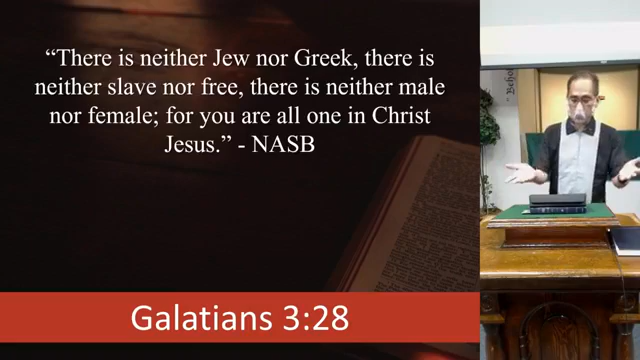 “There is neither Jew nor Greek, there is
neither slave nor free, there is neither male
nor female; for you are all one in Christ
Jesus.” - NASB
Galatians 3:28